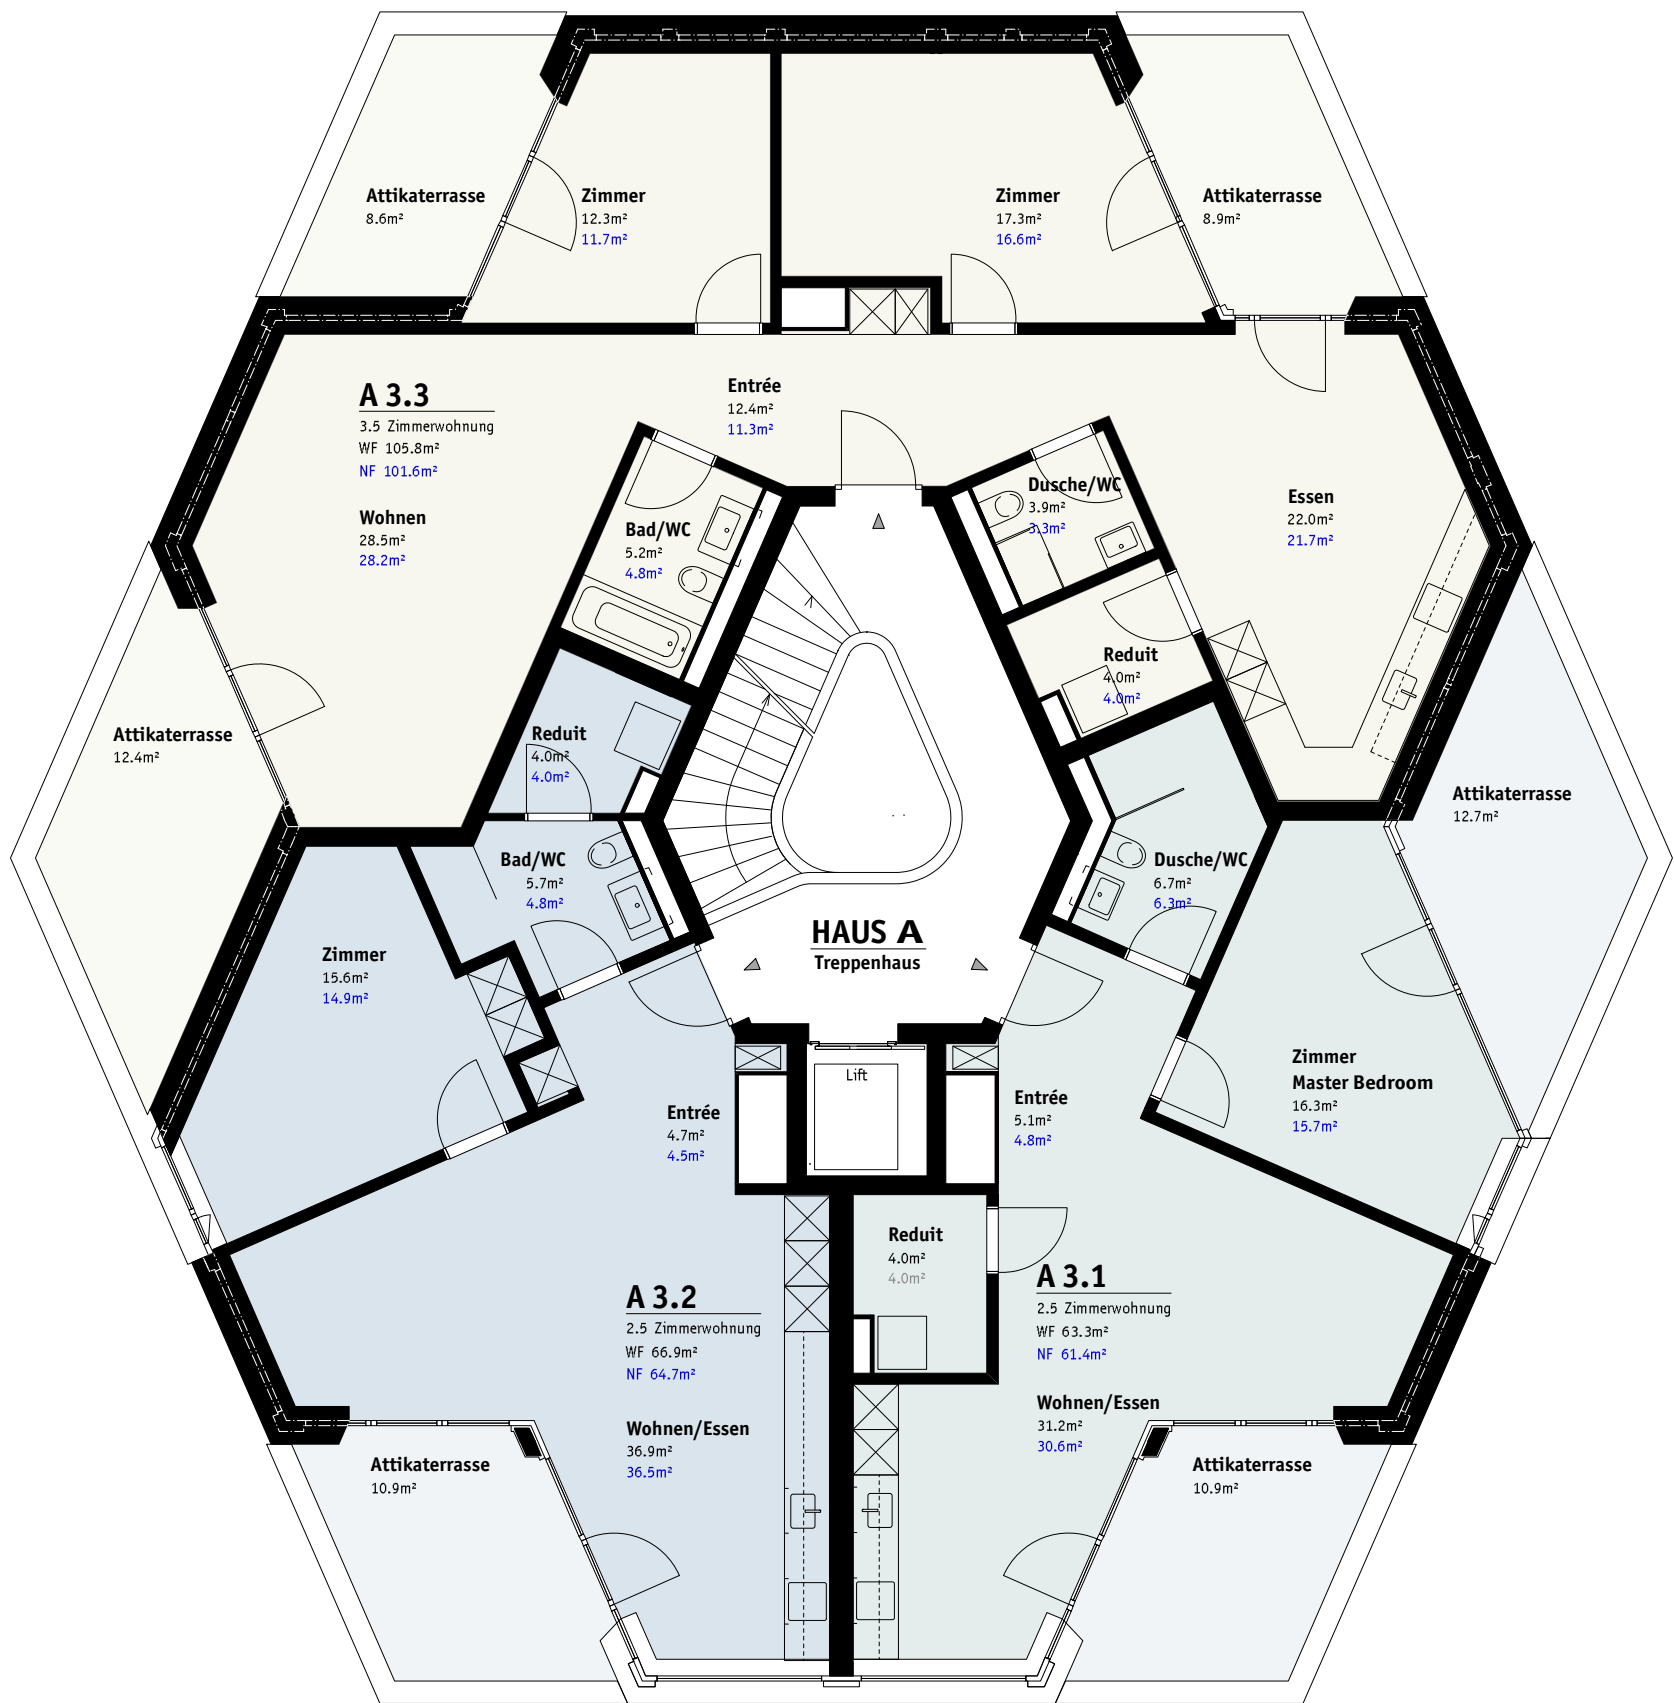 Attikaterrasse
8.6m²
Zimmer
12.3m²
11.7m²
Zimmer
17.3m²
16.6m²
Attikaterrasse
8.9m²
A 3.3
3.5 Zimmerwohnung
WF 105.8m²
NF 101.6m²
Entrée
12.4m²
11.3m²
Wohnen
28.5m²
28.2m²
Bad/WC
5.2m²
4.8m²
Dusche/WC
3.9m²
3.3m²
Essen
22.0m²
21.7m²
Reduit
4.0m²
4.0m²
Attikaterrasse
12.4m²
Reduit
4.0m²
4.0m²
Attikaterrasse
12.7m²
Bad/WC
5.7m²
4.8m²
Dusche/WC
6.7m²
6.3m²
HAUS A
Treppenhaus
Zimmer
15.6m²
14.9m²
Lift
Zimmer
Master Bedroom
16.3m²
15.7m²
Entrée
4.7m²
4.5m²
Entrée
5.1m²
4.8m²
Reduit
4.0m²
4.0m²
A 3.2
2.5 Zimmerwohnung
WF 66.9m²
NF 64.7m²
A 3.1
2.5 Zimmerwohnung
WF 63.3m²
NF 61.4m²
Wohnen/Essen
36.9m²
36.5m²
Wohnen/Essen
31.2m²
30.6m²
Attikaterrasse
10.9m²
Attikaterrasse
10.9m²